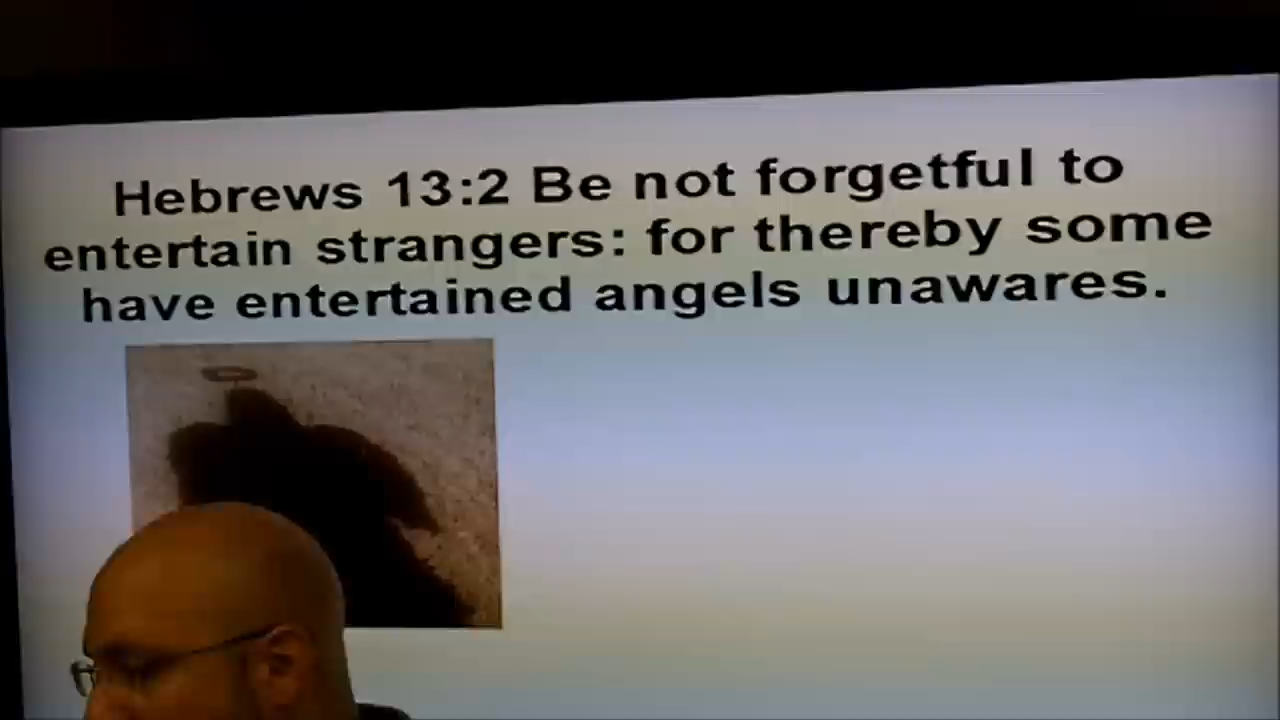 Hebrews 13:2 Be not forgetful to
entertain strangers: for thereby some
have entertained angels unawares.